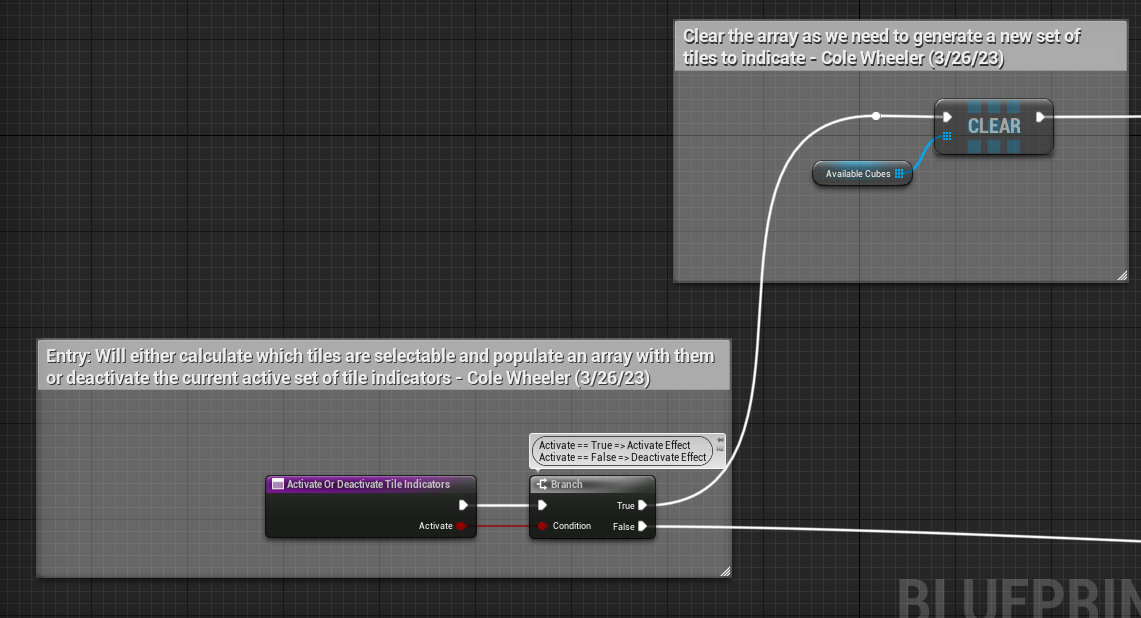 Clear the array as we need to generate a new set of
tiles to indicate - Cole Wheeler (3/26/23)
CLEAR
Available Cubes
Entry: Will either calculate which tiles are selectable and populate an array with them
or deactivate the current active set of tile indicators - Cole Wheeler (3/26/23)
Activate == True => Activate Effect
Activate == False => Deactivate Effect
Activate Or Deactivate Tile Indicators
Branch
True
Activate
Condition
False
BLUEPRIN